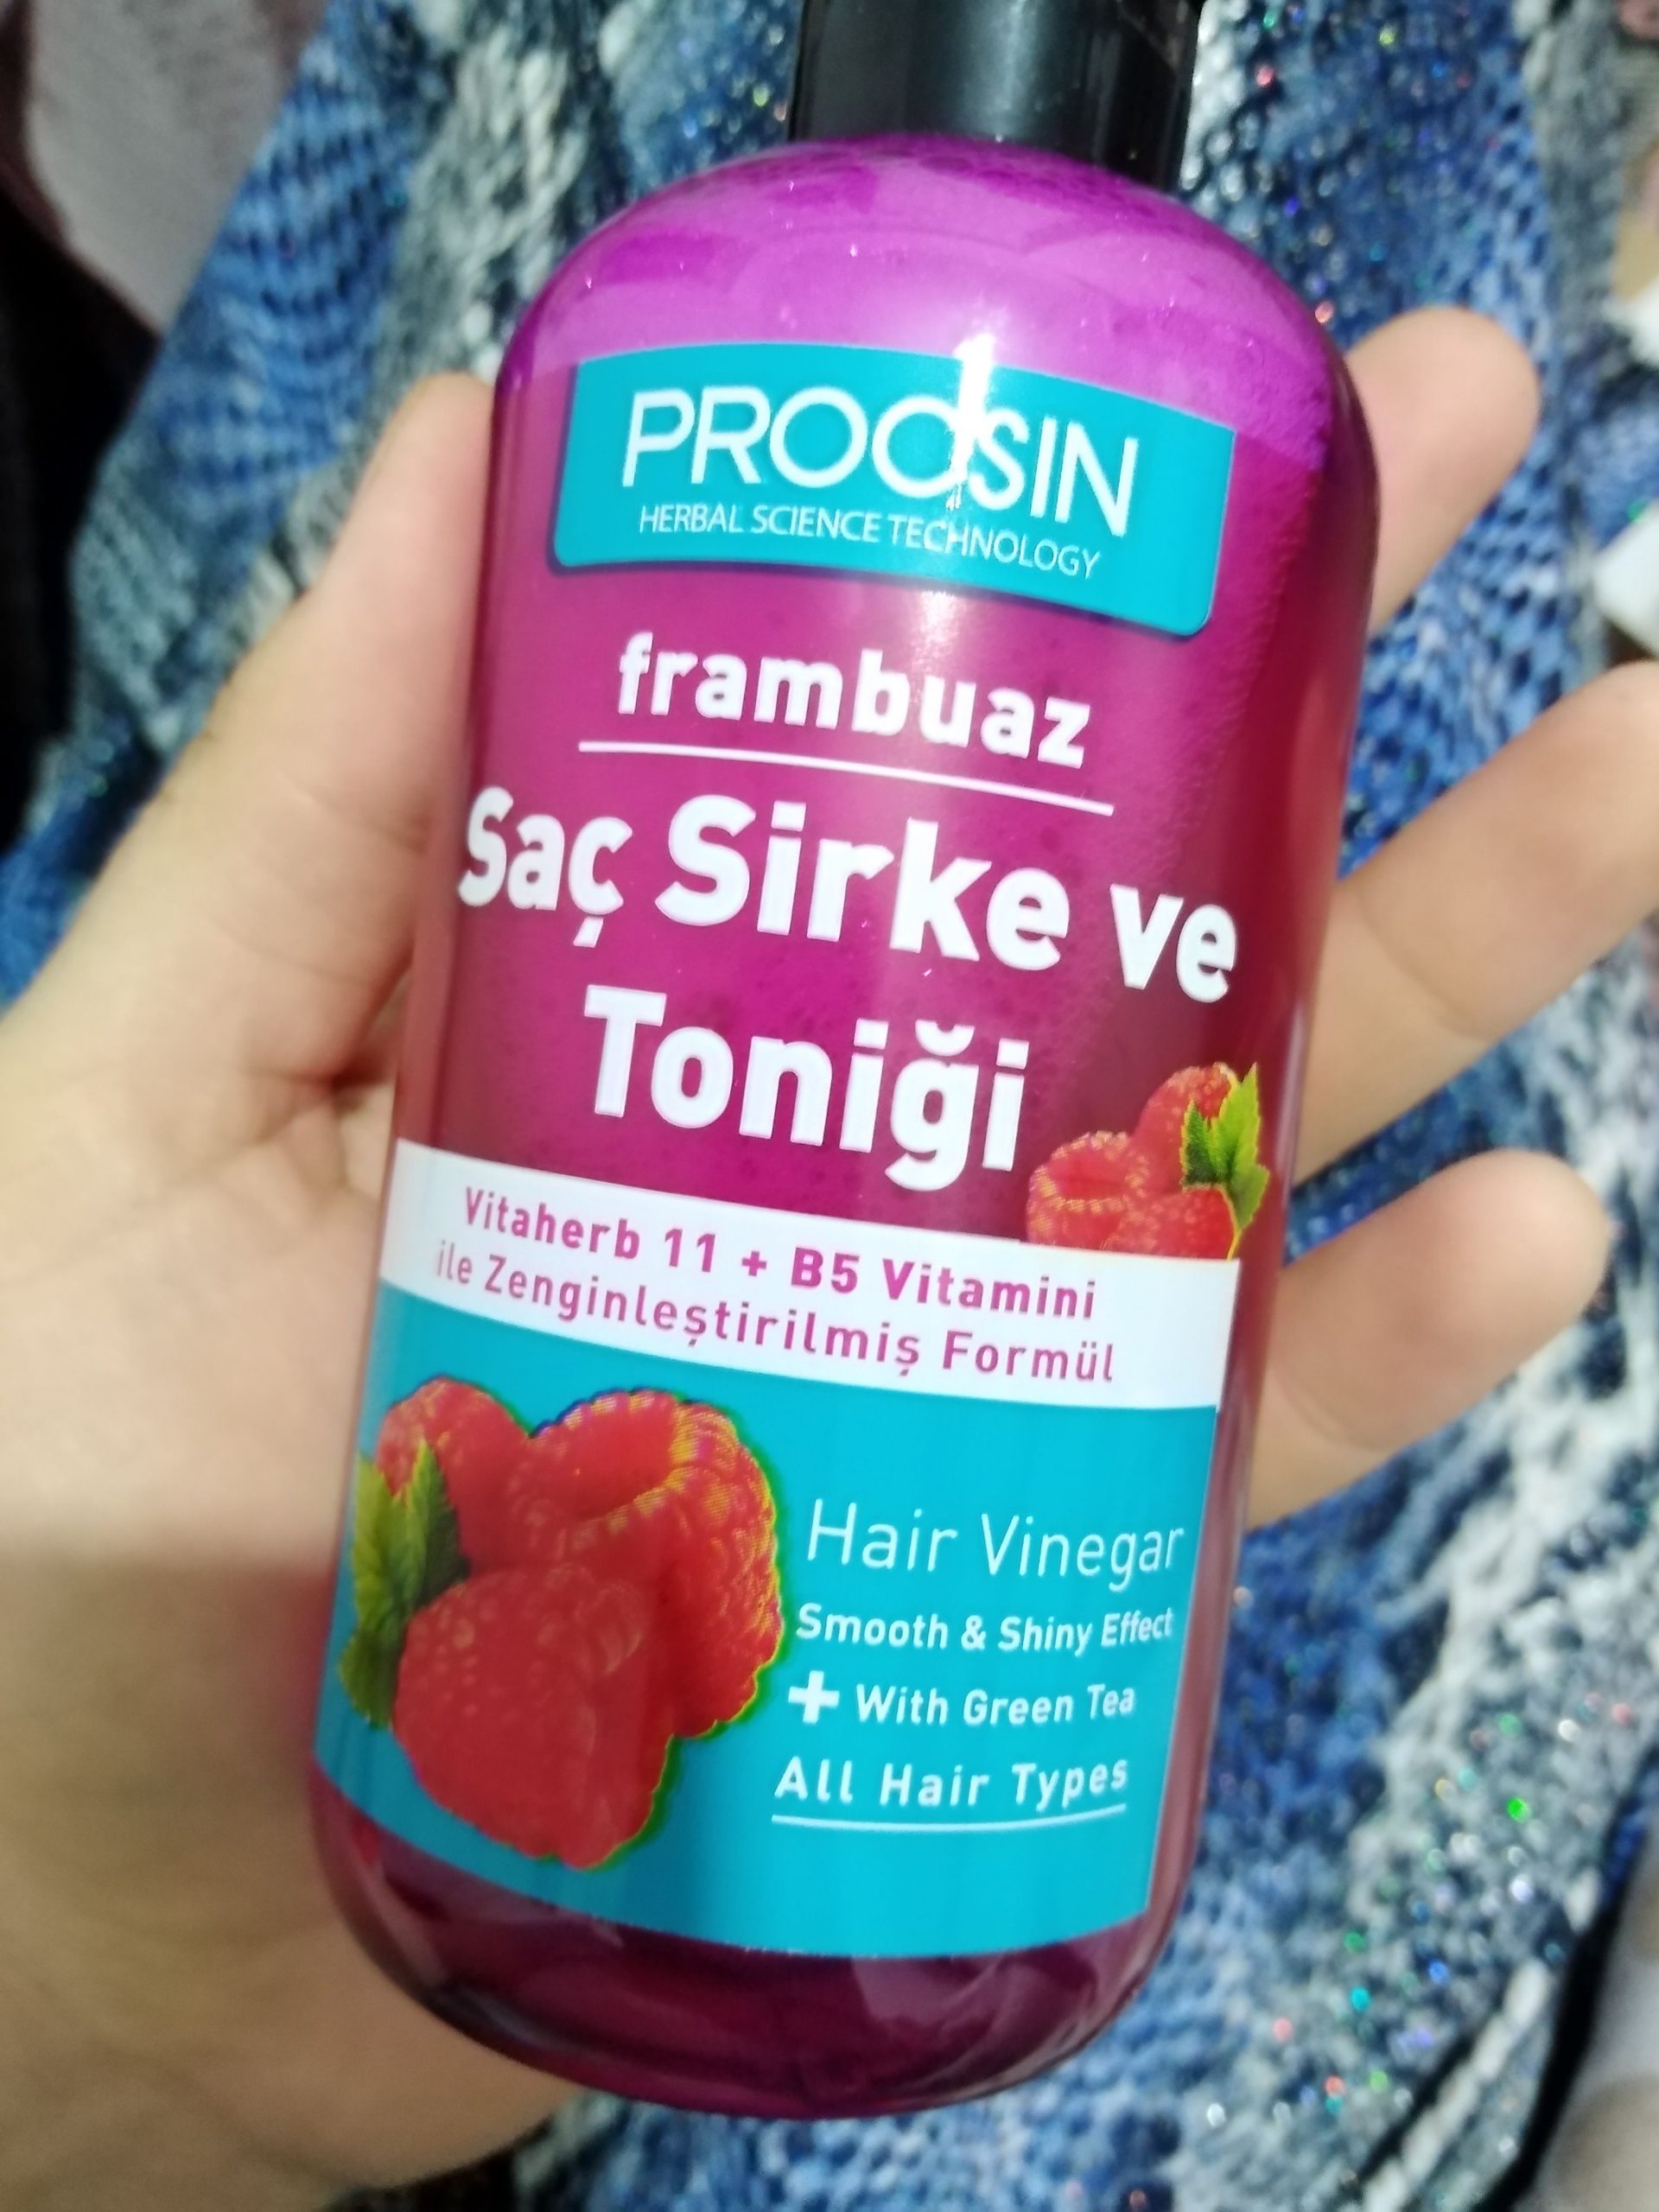 PROOSIN
HERBAL SCIENCE TECHNOLOGY
frambuaz
Saç Sirke ve
Toniği
Vitaherb 11 + B5 Vitamini
ile Zenginleştirilmiş Formül
Hair Vinegar
Smooth & Shiny Effect
+ With Green Tea
All Hair Types